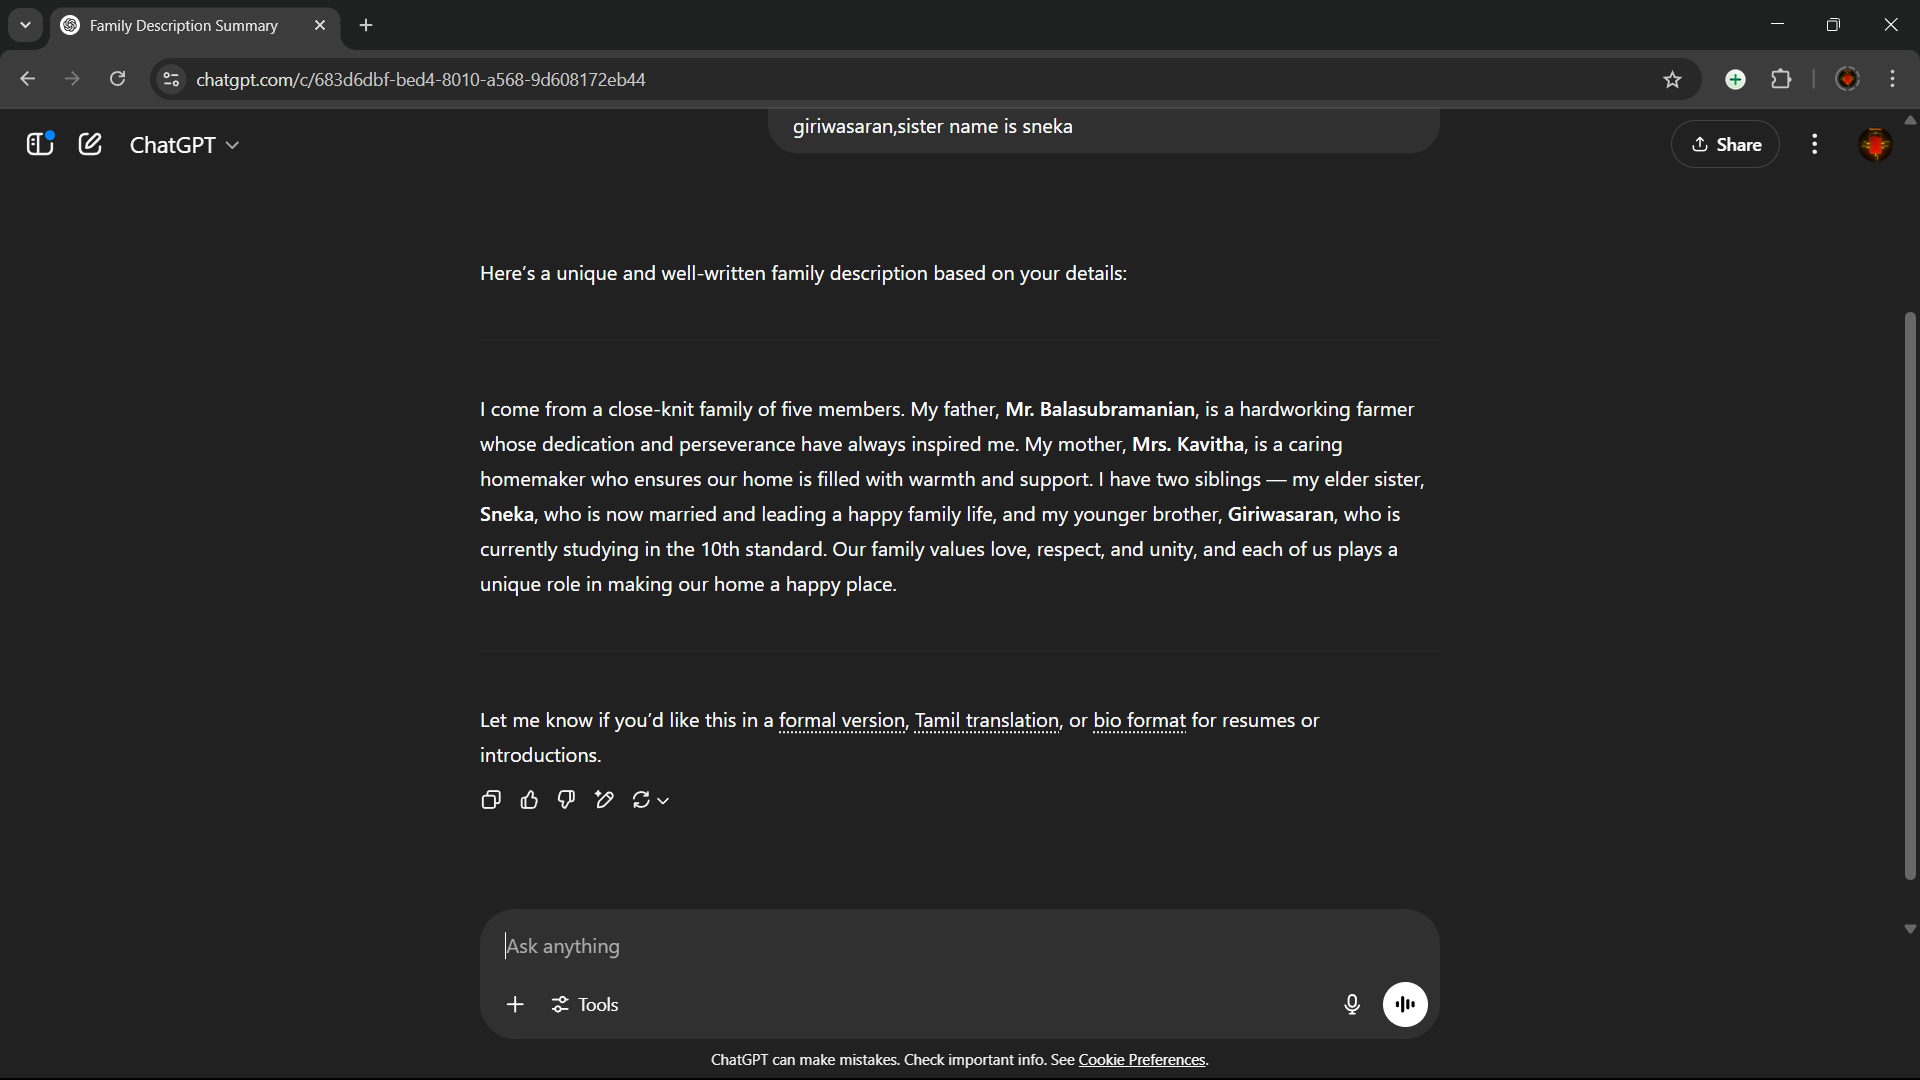 Family Description Summary
chatgpt.com/c/683d6dbf-bed4-8010-a568-9d608172eb44
ChatGPT
giriwasaran,sister name is sneka
Share
Here's a unique and well-written family description based on your details:
I come from a close-knit family of five members. My father, Mr. Balasubramanian, is a hardworking farmer
whose dedication and perseverance have always inspired me. My mother, Mrs. Kavitha, is a caring
homemaker who ensures our home is filled with warmth and support. I have two siblings — my elder sister,
Sneka, who is now married and leading a happy family life, and my younger brother, Giriwasaran, who is
currently studying in the 10th standard. Our family values love, respect, and unity, and each of us plays a
unique role in making our home a happy place.
Let me know if you'd like this in a formal version, Tamil translation, or bio format for resumes or
introductions.
Ask anything
Tools
ChatGPT can make mistakes. Check important info. See Cookie Preferences.